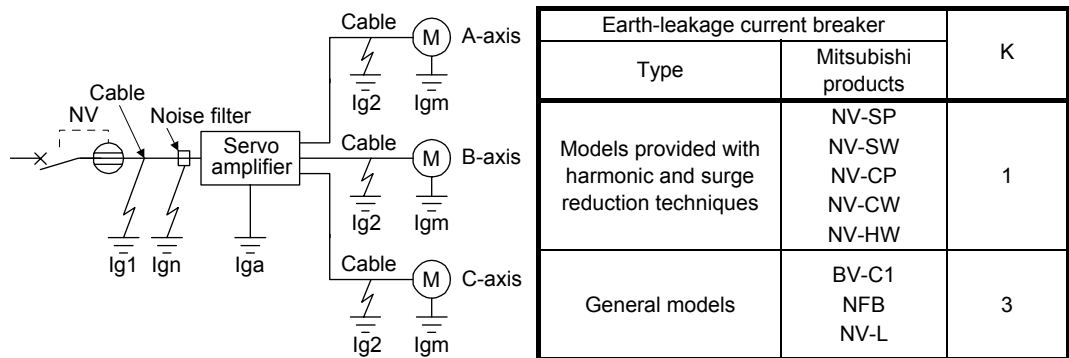 Cable
M A-axis
Ig2 Igm
Cable
NV Noise filter
Servo
amplifier
Cable
M B-axis
Ig2 Igm
Ig1 Ign Iga
Cable
M C-axis
Ig2 Igm
Earth-leakage current breaker K
Type Mitsubishi
products
Models provided with
harmonic and surge
reduction techniques
NV-SP
NV-SW
NV-CP
NV-CW
NV-HW
1
General models
BV-C1
NFB
NV-L
3